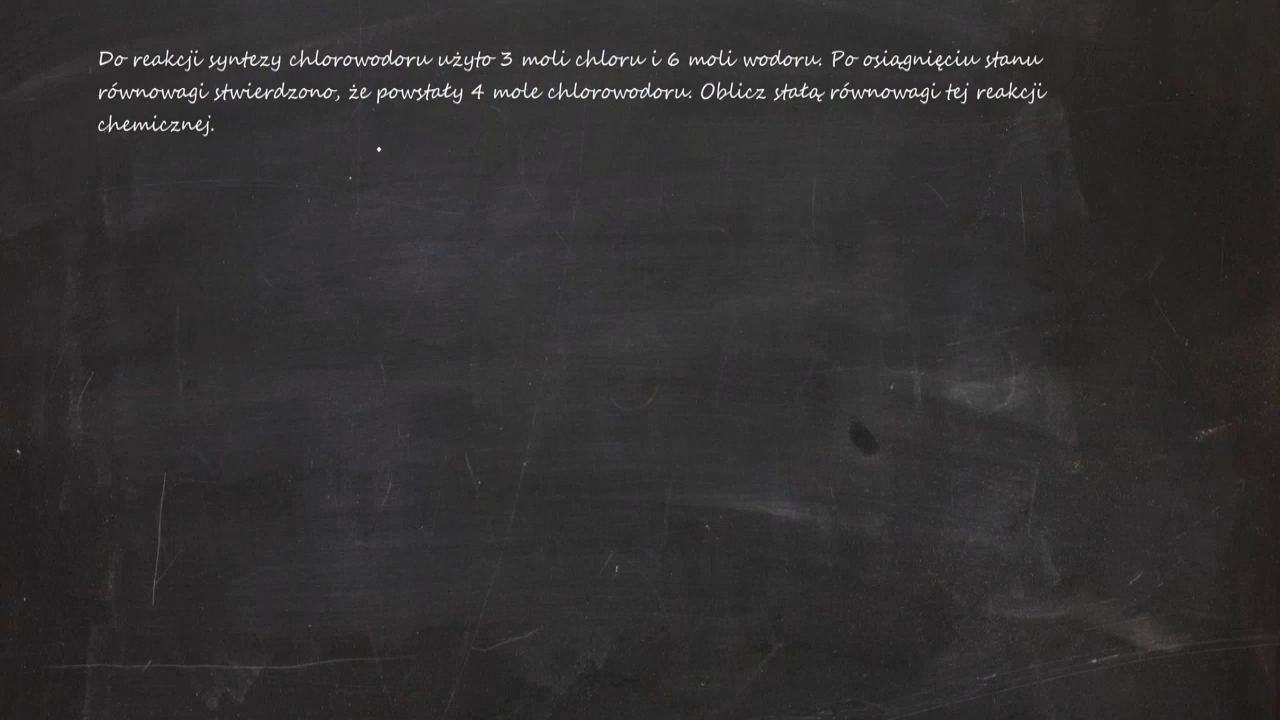 Do reakcji syntezy chlorowodoru użyto 3 moli chloru i 6 moli wodoru. Po osiągnięciu stanu
równowagi stwierdzono, że powstały 4 mole chlorowodoru. Oblicz stałą równowagi tej reakcji
chemicznej.